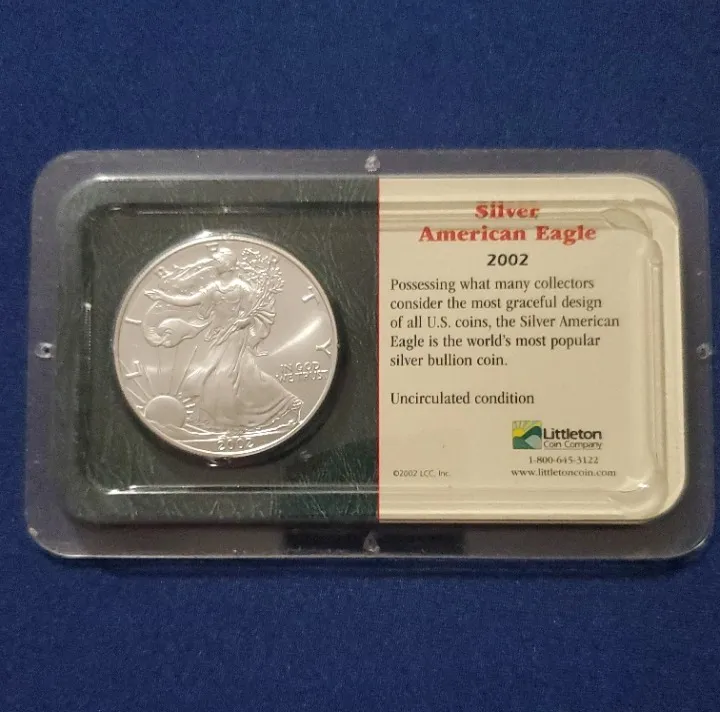 LIBERTY
IN GOD
WE TRUST
2002
Silver
American Eagle
2002
Possessing what many collectors
consider the most graceful design
of all U.S. coins, the Silver American
Eagle is the world's most popular
silver bullion coin.
Uncirculated condition
Littleton
Coin Company
1-800-645-3122
©2002 LCC, Inc.
www.littletoncoin.com